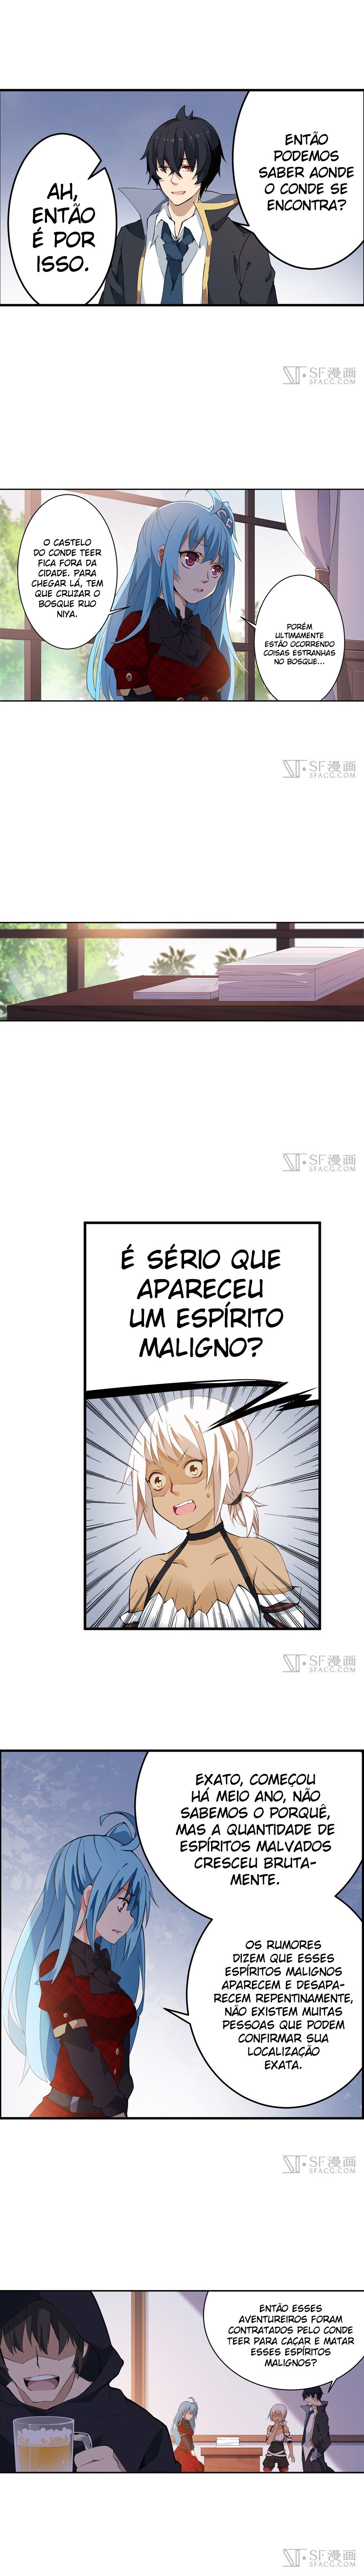 AH,
ENTÃO
É POR
ISSO.
ENTÃO
PODEMOS
SABER AONDE
O CONDE SE
ENCONTRA?
SF漫画
SFACG.COM
O CASTELO
DO CONDE TEER
FICA FORA DA
CIDADE. PARA
CHEGAR LÁ, TEM
QUE CRUZAR O
BOSQUE RUO
NIYA.
PORÉM
ULTIMAMENTE
ESTÃO OCORRENDO
COISAS ESTRANHAS
NO BOSQUE...
SF漫画
SFACG.COM
SF漫画
SFACG.COM
É SÉRIO QUE
APARECEU
UM ESPÍRITO
MALIGNO?
SF漫画
SFACG.COM
EXATO, COMEÇOU
HÁ MEIO ANO, NÃO
SABEMOS O PORQUÊ,
MAS A QUANTIDADE DE
ESPÍRITOS MALVADOS
CRESCEU BRUTA-
MENTE.
OS RUMORES
DIZEM QUE ESSES
ESPÍRITOS MALIGNOS
APARECEM E DESAPA-
RECEM REPENTINAMENTE,
NÃO EXISTEM MUITAS
PESSOAS QUE PODEM
CONFIRMAR SUA
LOCALIZAÇÃO
EXATA.
SF漫画
SFACG.COM
ENTÃO ESSES
AVENTUREIROS FORAM
CONTRATADOS PELO CONDE
TEER PARA CAÇAR E MATAR
ESSES ESPÍRITOS
MALIGNOS?
SF漫画
SFACG.COM